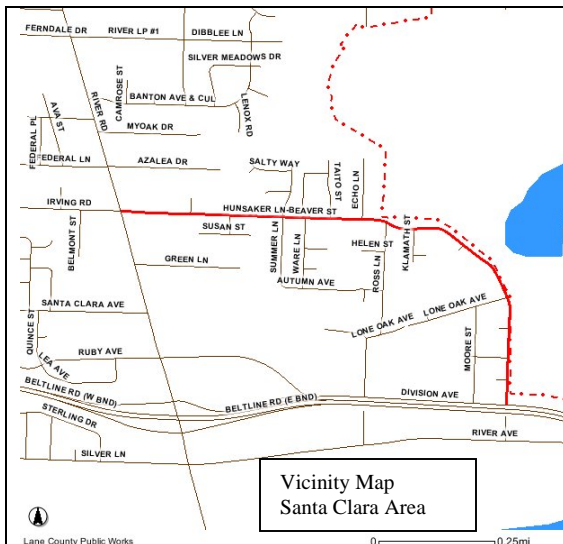 FERNDALE DR
RIVER LP #1
DIBBLEE LN
SILVER MEADOWS DR
CAMROSE ST
BANTON AVE & CUL
LENOX RD
AVA ST
RIVER RD
MYOAK DR
FEDERAL PL
FEDERAL LN
AZALEA DR
SALTY WAY
TAITO ST
ECHO LN
IRVING RD
HUNSAKER LN-BEAVER ST
BELMONT ST
SUSAN ST
SUMMER LN
WARE LN
HELEN ST
KLAMATH ST
GREEN LN
ROSS LN
AUTUMN AVE
SANTA CLARA AVE
LONE OAK AVE
LONE OAK AVE
QUINCE ST
MOORE ST
RUBY AVE
LEA AVE
BELTLINE RD (W BND)
BELTLINE RD (E BND)
DIVISION AVE
STERLING DR
RIVER AVE
SILVER LN
Vicinity Map
Santa Clara Area
Lane County Public Works
0 0.25mi